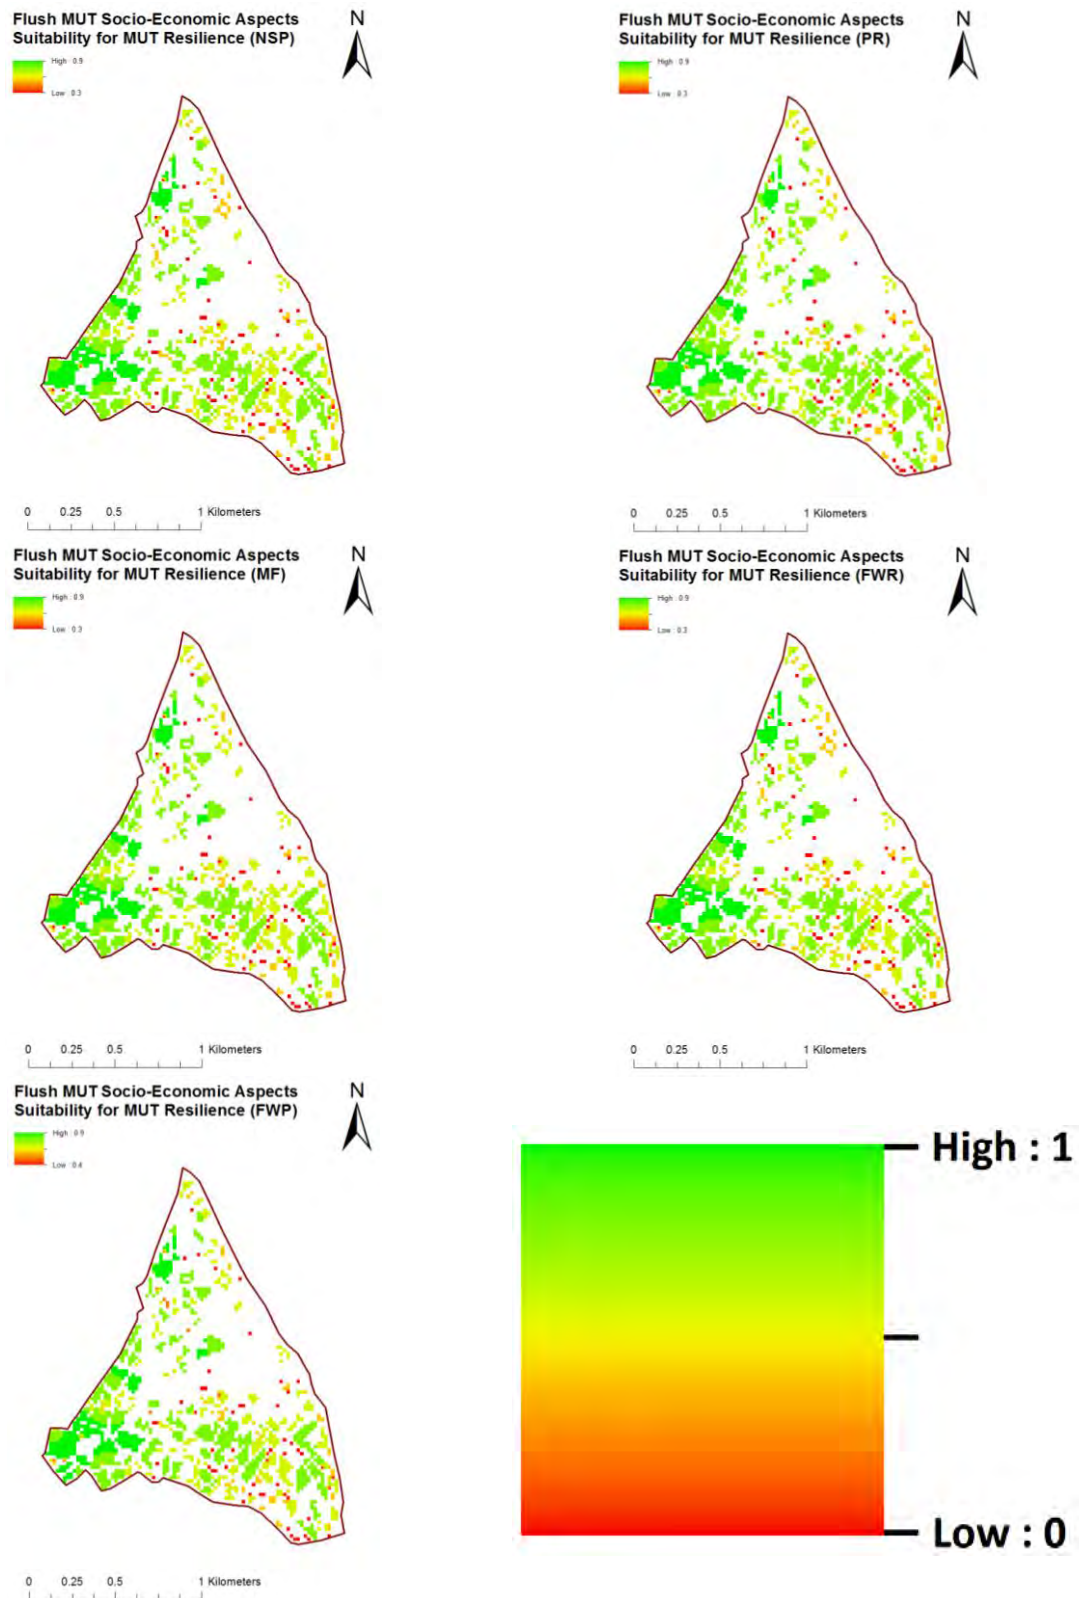 Flush MUT Socio-Economic Aspects
Suitability for MUT Resilience (NSP)
N
High : 0.9
Low : 0.3
0 0.25 0.5 1 Kilometers
Flush MUT Socio-Economic Aspects
Suitability for MUT Resilience (PR)
N
High : 0.9
Low : 0.3
0 0.25 0.5 1 Kilometers
Flush MUT Socio-Economic Aspects
Suitability for MUT Resilience (MF)
N
High : 0.9
Low : 0.3
0 0.25 0.5 1 Kilometers
Flush MUT Socio-Economic Aspects
Suitability for MUT Resilience (FWR)
N
High : 0.9
Low : 0.3
0 0.25 0.5 1 Kilometers
Flush MUT Socio-Economic Aspects
Suitability for MUT Resilience (FWP)
N
High : 0.9
Low : 0.4
0 0.25 0.5 1 Kilometers
High : 1
Low : 0